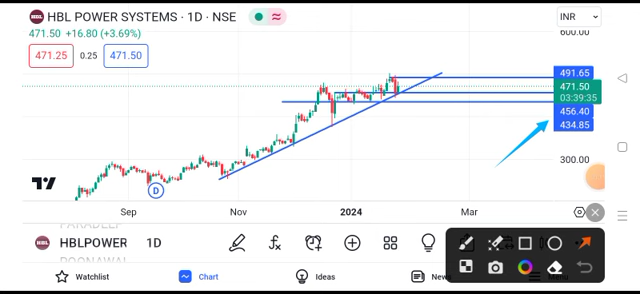 HBL HBL POWER SYSTEMS · 1D · NSE
INR
471.50 +16.80 (+3.69%)
600.00
471.25 0.25 471.50
491.65
471.50
03:39:35
456.40
434.85
300.00
D
Sep Nov 2024 Mar
HBL HBLPOWER 1D
Watchlist Chart Ideas News